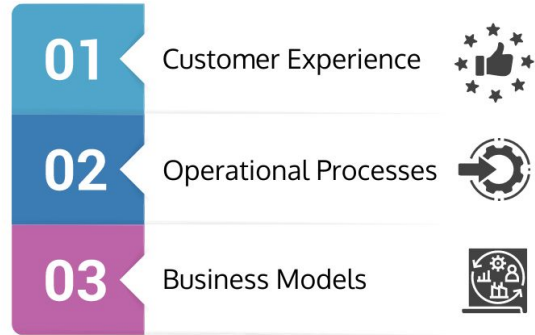 01
Customer Experience
02
Operational Processes
03
Business Models